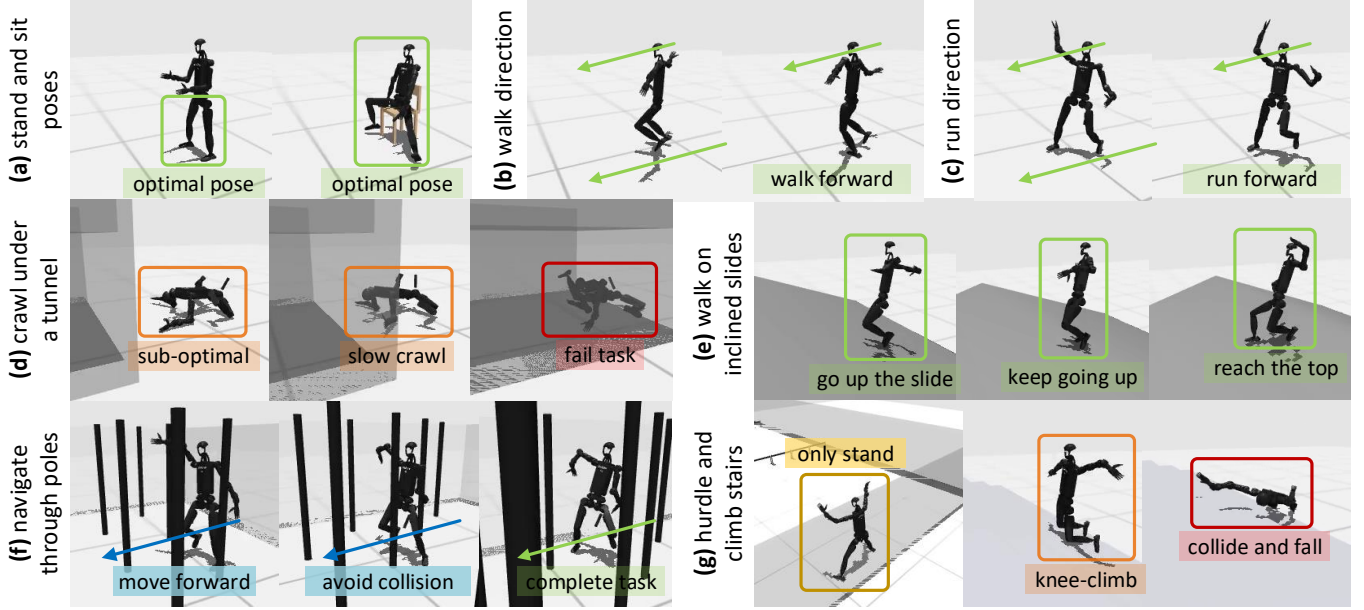 (a) stand and sit
poses
optimal pose
optimal pose
(b) walk direction
walk forward
(c) run direction
run forward
(d) crawl under
a tunnel
sub-optimal
slow crawl
fail task
(e) walk on
inclined slides
go up the slide
keep going up
reach the top
(f) navigate
through poles
move forward
avoid collision
complete task
(g) hurdle and
climb stairs
only stand
knee-climb
collide and fall